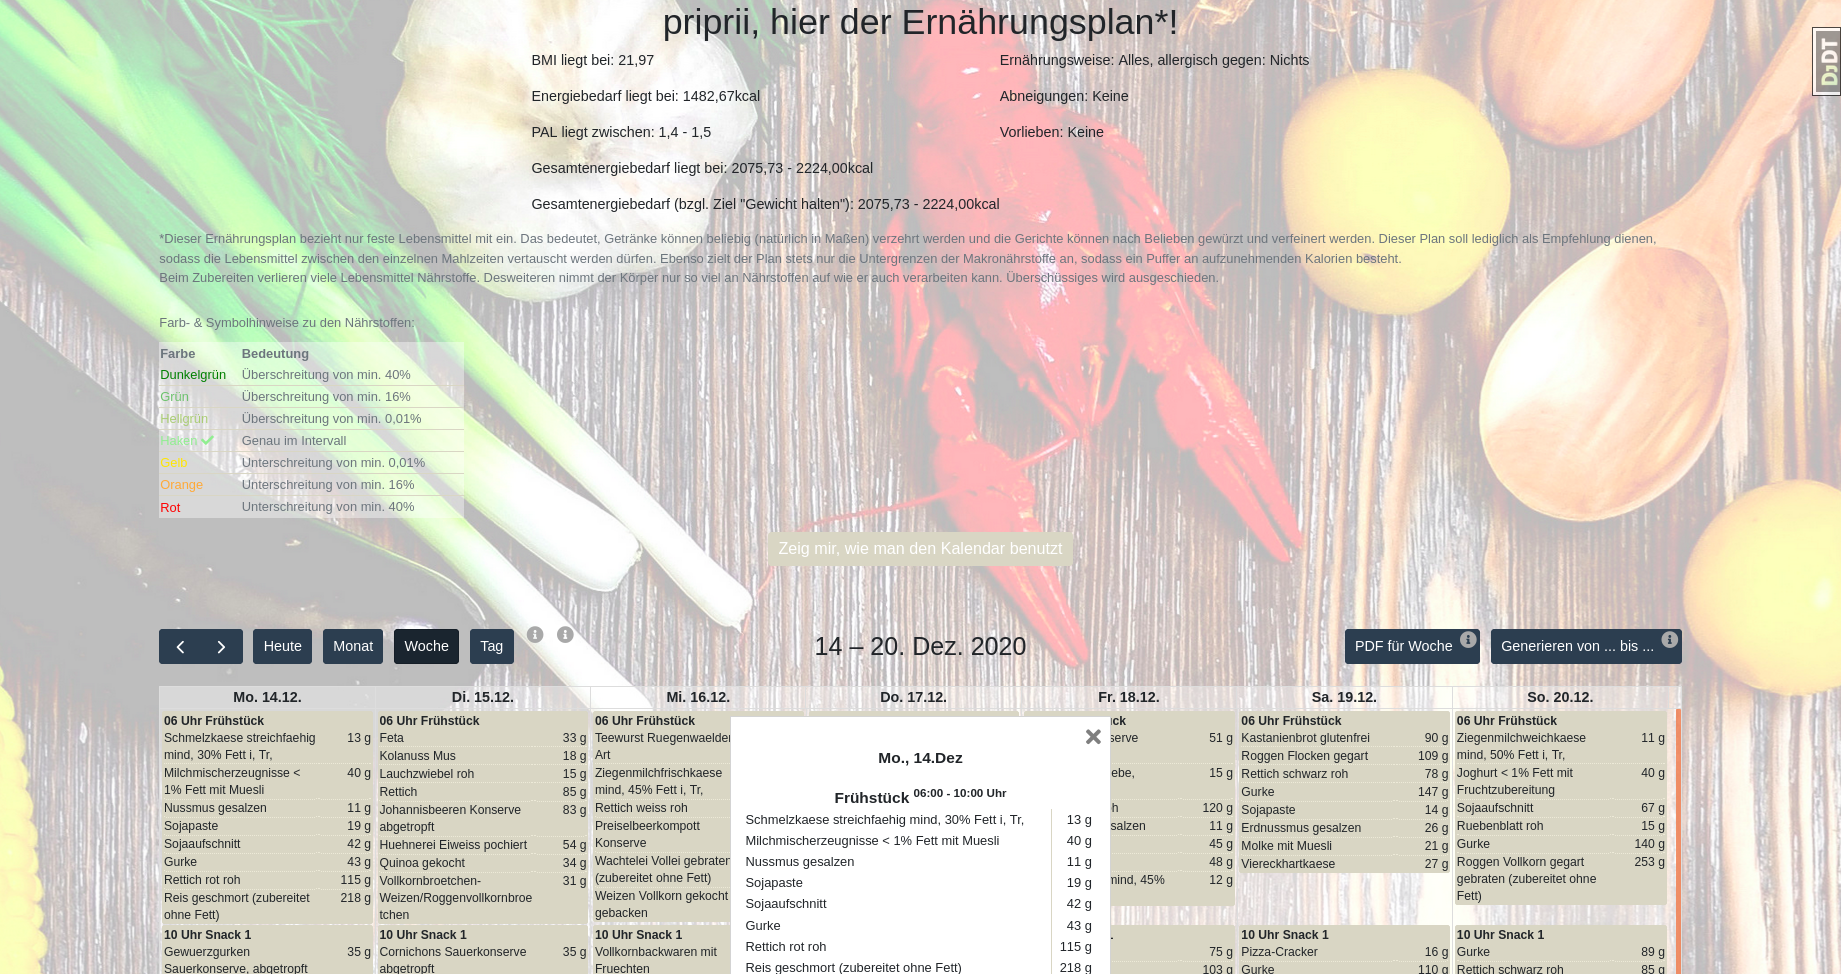 priprii, hier der Ernährungsplan*!
DDT
BMI liegt bei: 21,97
Energiebedarf liegt bei: 1482,67kcal
PAL liegt zwischen: 1,4 - 1,5
Gesamtenergiebedarf liegt bei: 2075,73 - 2224,00kcal
Gesamtenergiebedarf (bzgl. Ziel "Gewicht halten"): 2075,73 - 2224,00kcal
Ernährungsweise: Alles, allergisch gegen: Nichts
Abneigungen: Keine
Vorlieben: Keine
*Dieser Ernährungsplan bezieht nur feste Lebensmittel mit ein. Das bedeutet, Getränke können beliebig (natürlich in Maßen) verzehrt werden und die Gerichte können nach Belieben gewürzt und verfeinert werden. Dieser Plan soll lediglich als Empfehlung dienen,
sodass die Lebensmittel zwischen den einzelnen Mahlzeiten vertauscht werden dürfen. Ebenso zielt der Plan stets nur die Untergrenzen der Makronährstoffe an, sodass ein Puffer an aufzunehmenden Kalorien besteht.
Beim Zubereiten verlieren viele Lebensmittel Nährstoffe. Desweiteren nimmt der Körper nur so viel an Nährstoffen auf wie er auch verarbeiten kann. Überschüssiges wird ausgeschieden.
Farb- & Symbolhinweise zu den Nährstoffen:
Farbe Bedeutung
Dunkelgrün Überschreitung von min. 40%
Grün Überschreitung von min. 16%
Hellgrün Überschreitung von min. 0,01%
Haken Genau im Intervall
Gelb Unterschreitung von min. 0,01%
Orange Unterschreitung von min. 16%
Rot Unterschreitung von min. 40%
Zeig mir, wie man den Kalendar benutzt
Heute Monat Woche Tag
14 – 20. Dez. 2020
PDF für Woche Generieren von ... bis ...
Mo. 14.12. Di. 15.12. Mi. 16.12. Do. 17.12. Fr. 18.12. Sa. 19.12. So. 20.12.
06 Uhr Frühstück
Schmelzkaese streichfaehig 13 g
mind, 30% Fett i, Tr,
Milchmischerzeugnisse < 40 g
1% Fett mit Muesli
Nussmus gesalzen 11 g
Sojapaste 19 g
Sojaaufschnitt 42 g
Gurke 43 g
Rettich rot roh 115 g
Reis geschmort (zubereitet 218 g
ohne Fett)
10 Uhr Snack 1
Gewuerzgurken 35 g
Sauerkonserve, abgetropft
06 Uhr Frühstück
Feta 33 g
Kolanuss Mus 18 g
Lauchzwiebel roh 15 g
Rettich 85 g
Johannisbeeren Konserve 83 g
abgetropft
Huehnerei Eiweiss pochiert 54 g
Quinoa gekocht 34 g
Vollkornbroetchen- 31 g
Weizen/Roggenvollkornbroe
tchen
10 Uhr Snack 1
Cornichons Sauerkonserve 35 g
abgetropft
06 Uhr Frühstück
Teewurst Ruegenwaelder
Art
Ziegenmilchfrischkaese
mind, 45% Fett i, Tr,
Rettich weiss roh
Preiselbeerkompott
Konserve
Wachtelei Vollei gebraten
(zubereitet ohne Fett)
Weizen Vollkorn gekocht
gebacken
10 Uhr Snack 1
Vollkornbackwaren mit
Fruechten
Mo., 14.Dez
Frühstück 06:00 - 10:00 Uhr
Schmelzkaese streichfaehig mind, 30% Fett i, Tr, 13 g
Milchmischerzeugnisse < 1% Fett mit Muesli 40 g
Nussmus gesalzen 11 g
Sojapaste 19 g
Sojaaufschnitt 42 g
Gurke 43 g
Rettich rot roh 115 g
Reis geschmort (zubereitet ohne Fett) 218 g
ck
serve 51 g
ebe, 15 g
h 120 g
salzen 11 g
45 g
48 g
mind, 45% 12 g
75 g
103 g
06 Uhr Frühstück
Kastanienbrot glutenfrei 90 g
Roggen Flocken gegart 109 g
Rettich schwarz roh 78 g
Gurke 147 g
Sojapaste 14 g
Erdnussmus gesalzen 26 g
Molke mit Muesli 21 g
Viereckhartkaese 27 g
10 Uhr Snack 1
Pizza-Cracker 16 g
Gurke 110 g
06 Uhr Frühstück
Ziegenmilchweichkaese 11 g
mind, 50% Fett i, Tr,
Joghurt < 1% Fett mit 40 g
Fruchtzubereitung
Sojaaufschnitt 67 g
Ruebenblatt roh 15 g
Gurke 140 g
Roggen Vollkorn gegart 253 g
gebraten (zubereitet ohne
Fett)
10 Uhr Snack 1
Gurke 89 g
Rettich schwarz roh 85 g